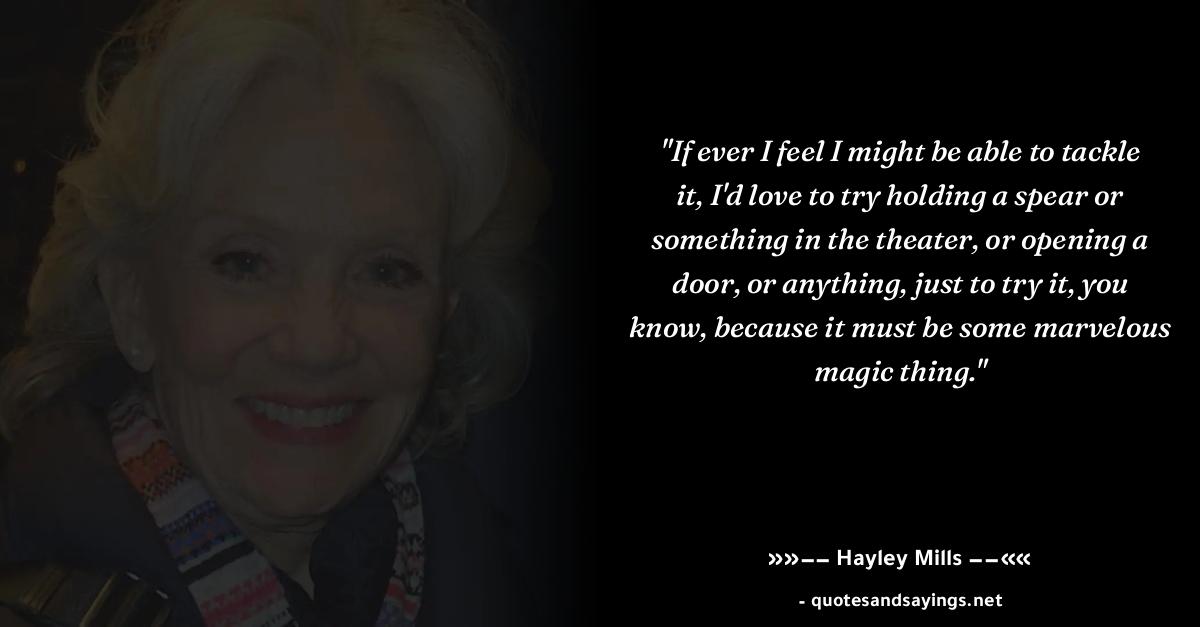 "If ever I feel I might be able to tackle
it, I'd love to try holding a spear or
something in the theater, or opening a
door, or anything, just to try it, you
know, because it must be some marvelous
magic thing."
»»−− Hayley Mills −−««
- quotesandsayings.net